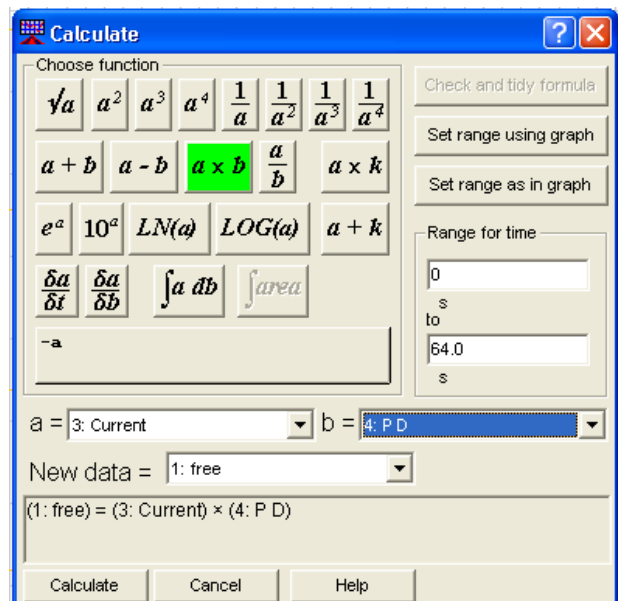 Calculate
Choose function
√a a² a³ a⁴ 1/a 1/a² 1/a³ 1/a⁴
a + b a - b a x b a/b a x k
eᵃ 10ᵃ LN(a) LOG(a) a + k
δa/δt δa/δb ∫a db ∫area
-a
Check and tidy formula
Set range using graph
Set range as in graph
Range for time
0
s
to
64.0
s
a = 3: Current b = 4: P D
New data = 1: free
(1: free) = (3: Current) × (4: P D)
Calculate Cancel Help